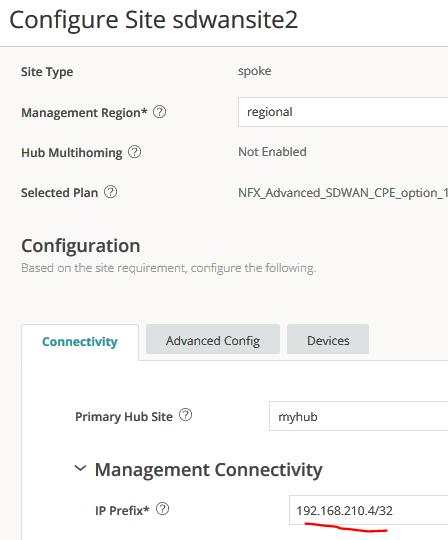 Configure Site sdwansite2
Site Type spoke
Management Region* regional
Hub Multihoming Not Enabled
Selected Plan NFX_Advanced_SDWAN_CPE_option_1
Configuration
Based on the site requirement, configure the following.
Connectivity Advanced Config Devices
Primary Hub Site myhub
Management Connectivity
IP Prefix* 192.168.210.4/32